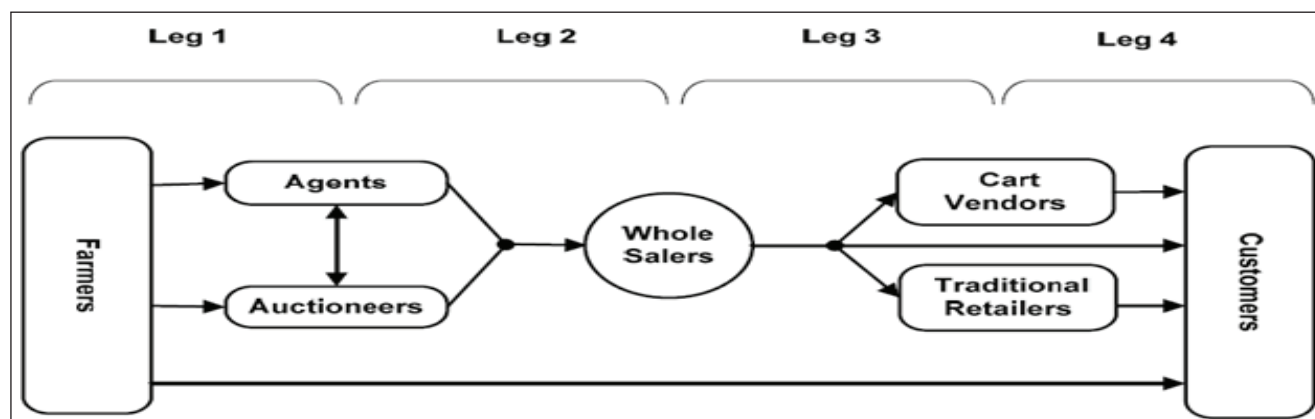 Leg 1 Leg 2 Leg 3 Leg 4
Farmers
Agents
Auctioneers
Whole
Salers
Cart
Vendors
Traditional
Retailers
Customers